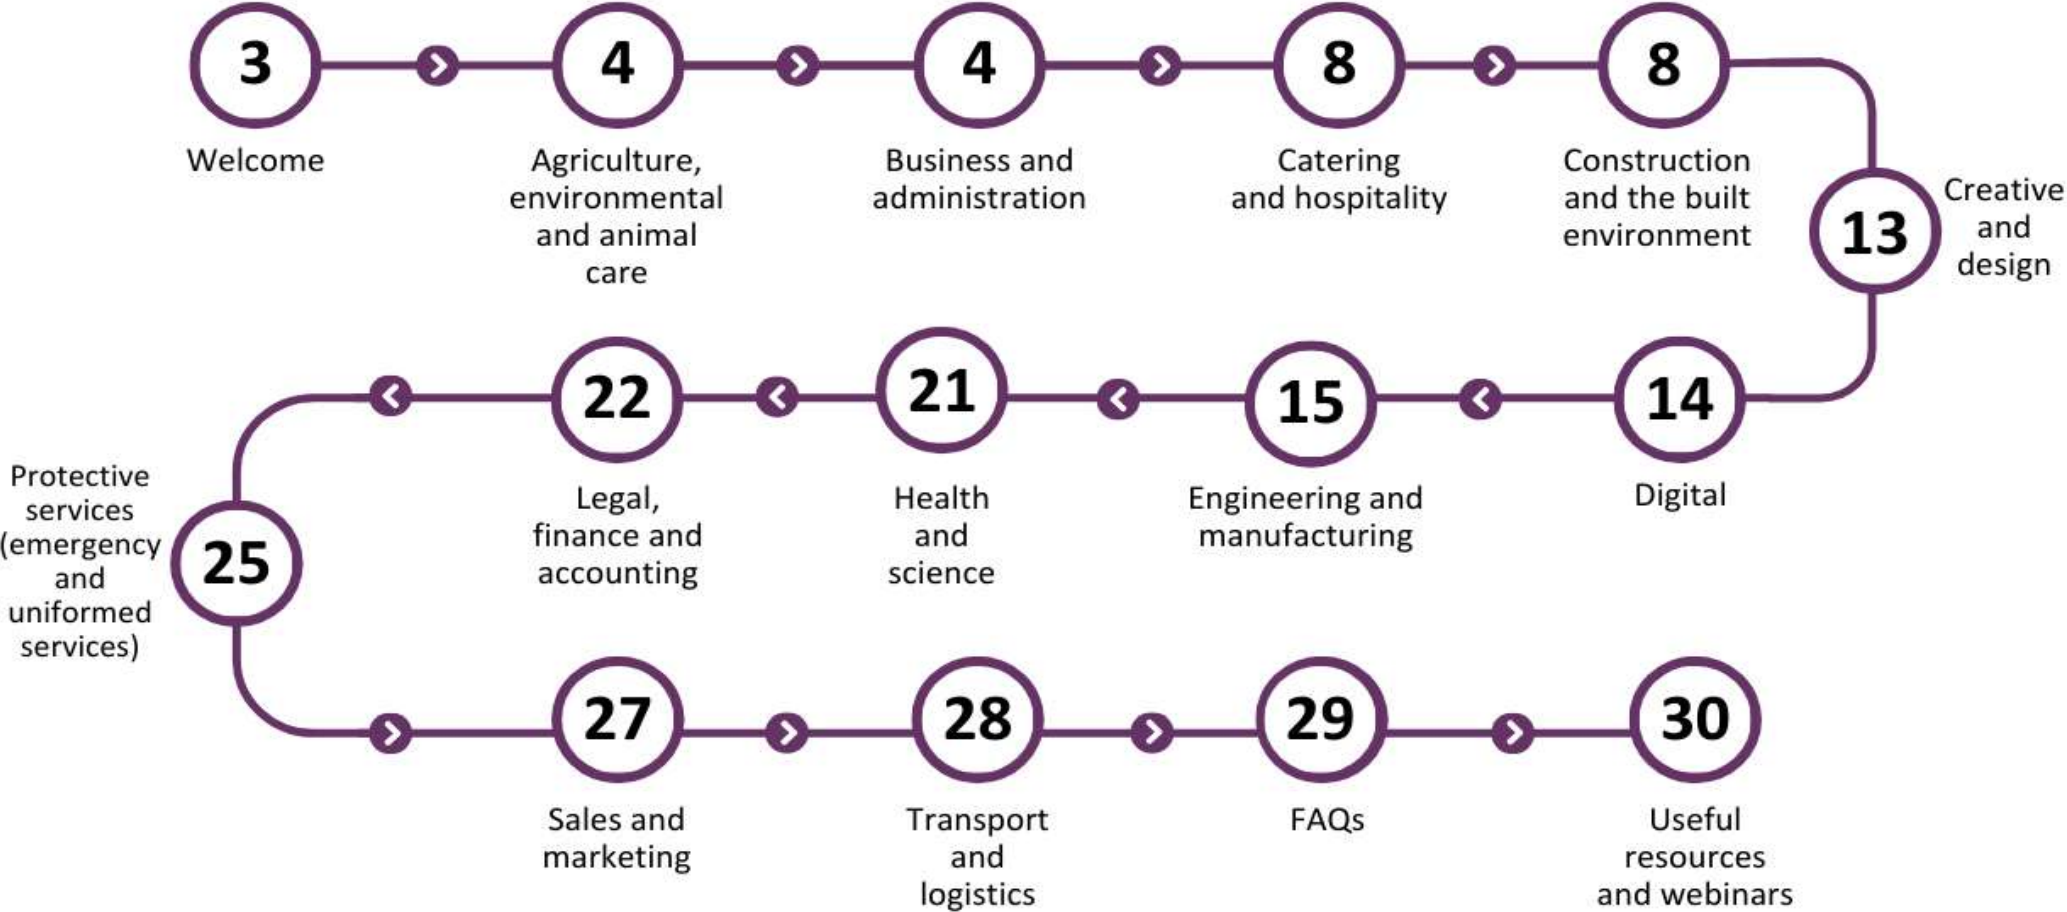 3
Welcome
4
Agriculture,
environmental
and animal
care
4
Business and
administration
8
Catering
and hospitality
8
Construction
and the built
environment
13
Creative
and
design
14
Digital
15
Engineering and
manufacturing
21
Health
and
science
22
Legal,
finance and
accounting
25
Protective
services
(emergency
and
uniformed
services)
27
Sales and
marketing
28
Transport
and
logistics
29
FAQs
30
Useful
resources
and webinars